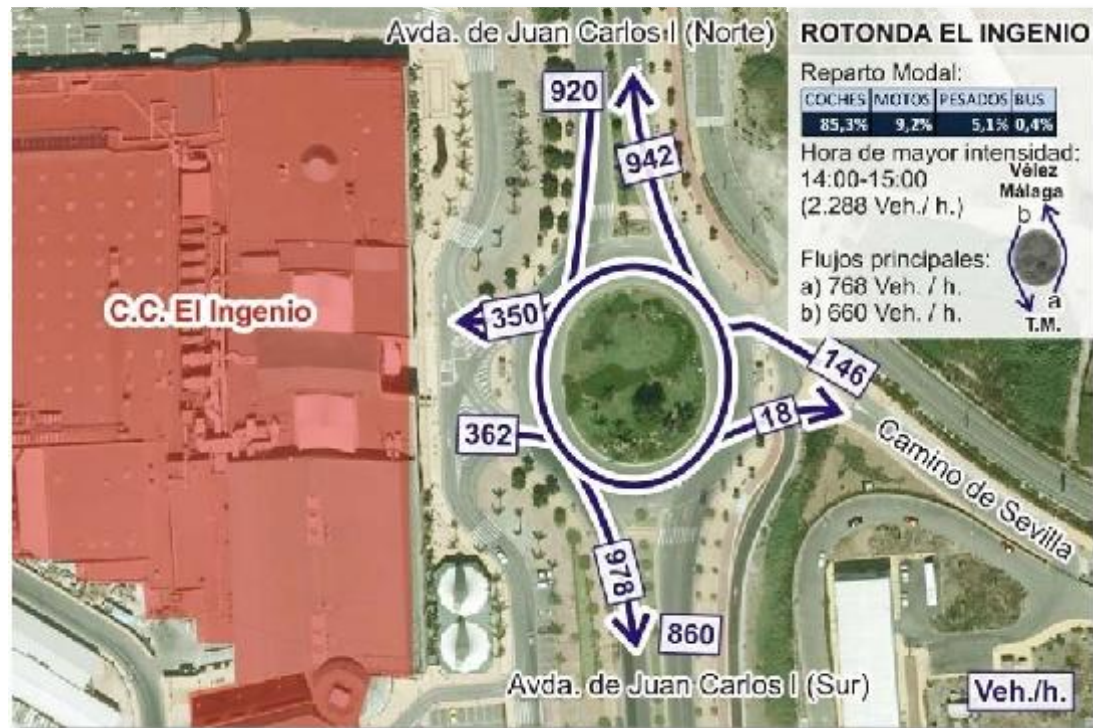 Avda. de Juan Carlos I (Norte)
ROTONDA EL INGENIO
Reparto Modal:
COCHES MOTOS PESADOS BUS
85,3% 9,2% 5,1% 0,4%
Hora de mayor intensidad:
14:00-15:00
(2.288 Veh./ h.)
Vélez
Málaga
b
Flujos principales:
a) 768 Veh./ h.
b) 660 Veh. / h.
a
T.M.
920
942
C.C. El Ingenio
350
146
18
362
Camino de Sevilla
978
860
Avda. de Juan Carlos I (Sur)
Veh./h.